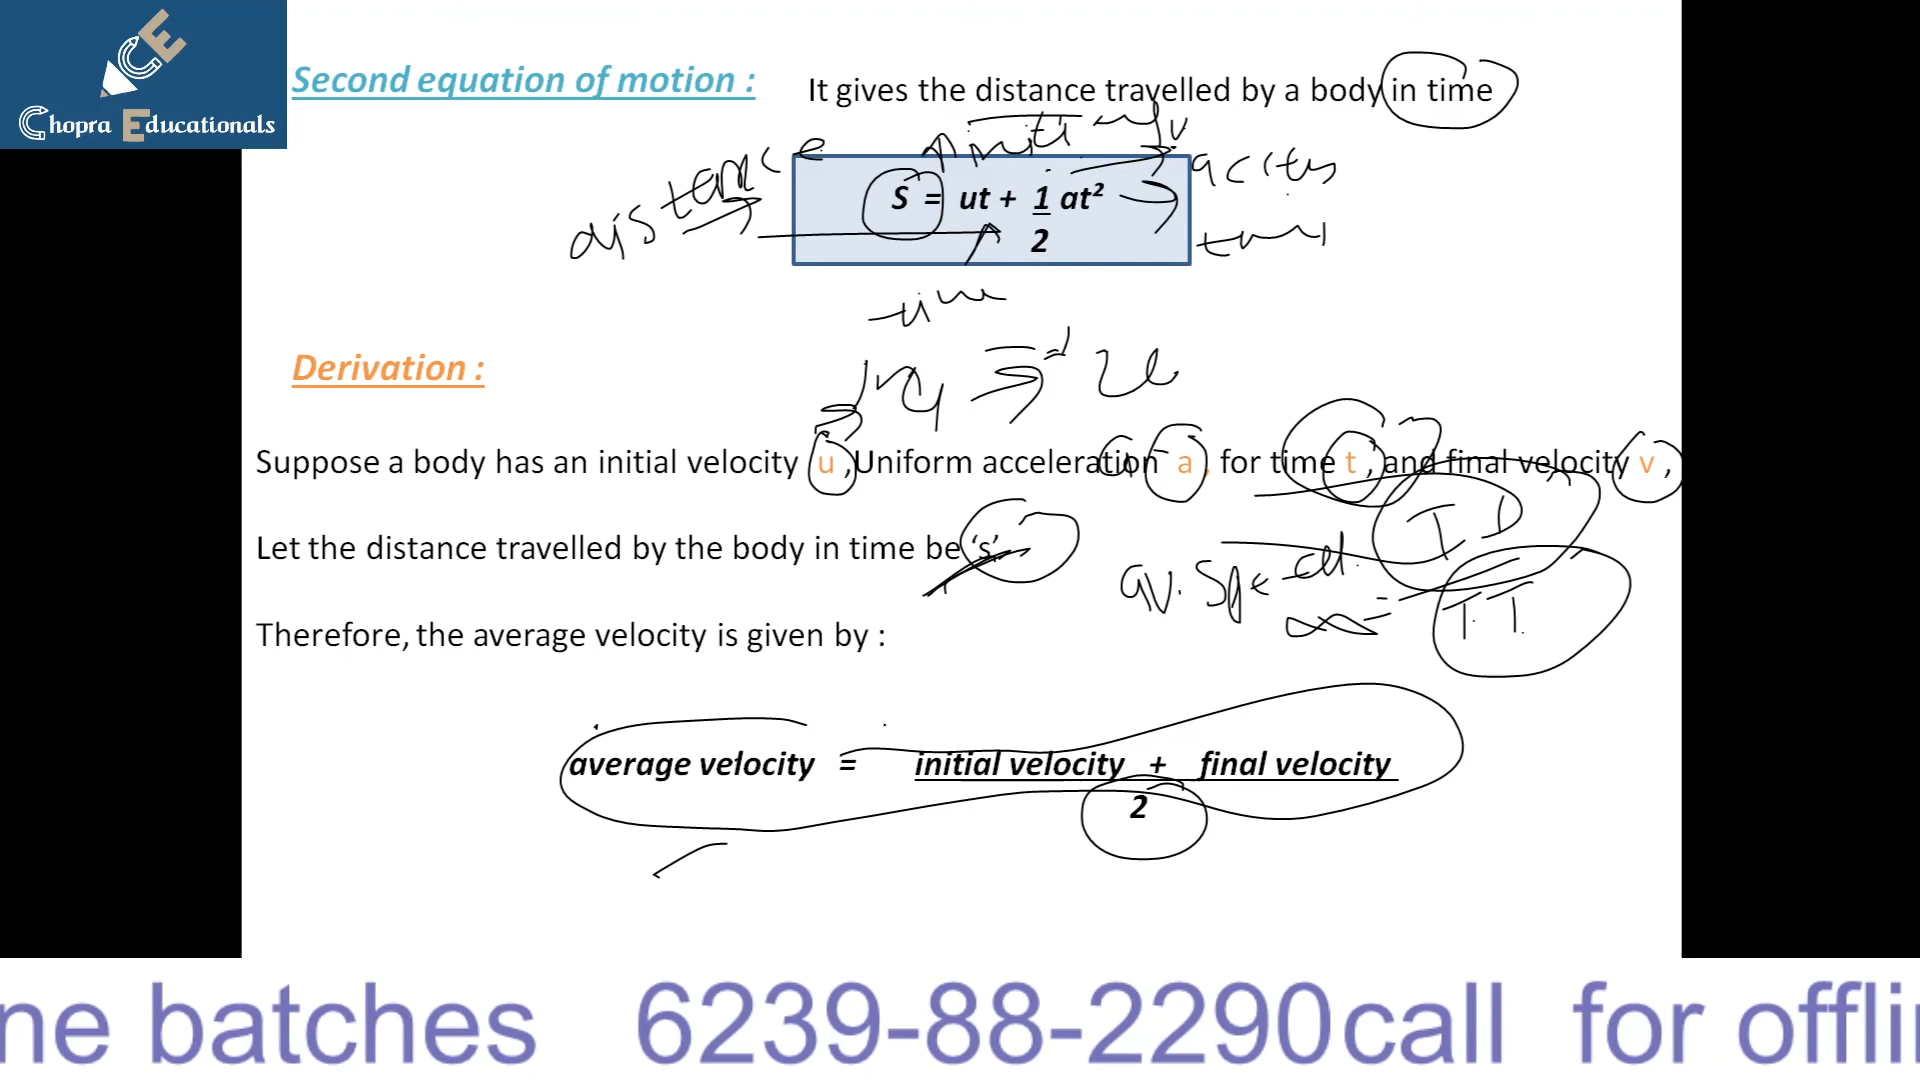 Chopra Educationals
Second equation of motion :
It gives the distance travelled by a body in time
distance
initial
S = ut + 1 at²
2
time
Derivation :
Suppose a body has an initial velocity u ,Uniform acceleration a , for time t , and final velocity v ,
Let the distance travelled by the body in time be ‘s’
av. Speed
T D
T.T.
Therefore, the average velocity is given by :
average velocity = initial velocity + final velocity
2
ne batches 6239-88-2290call for offli